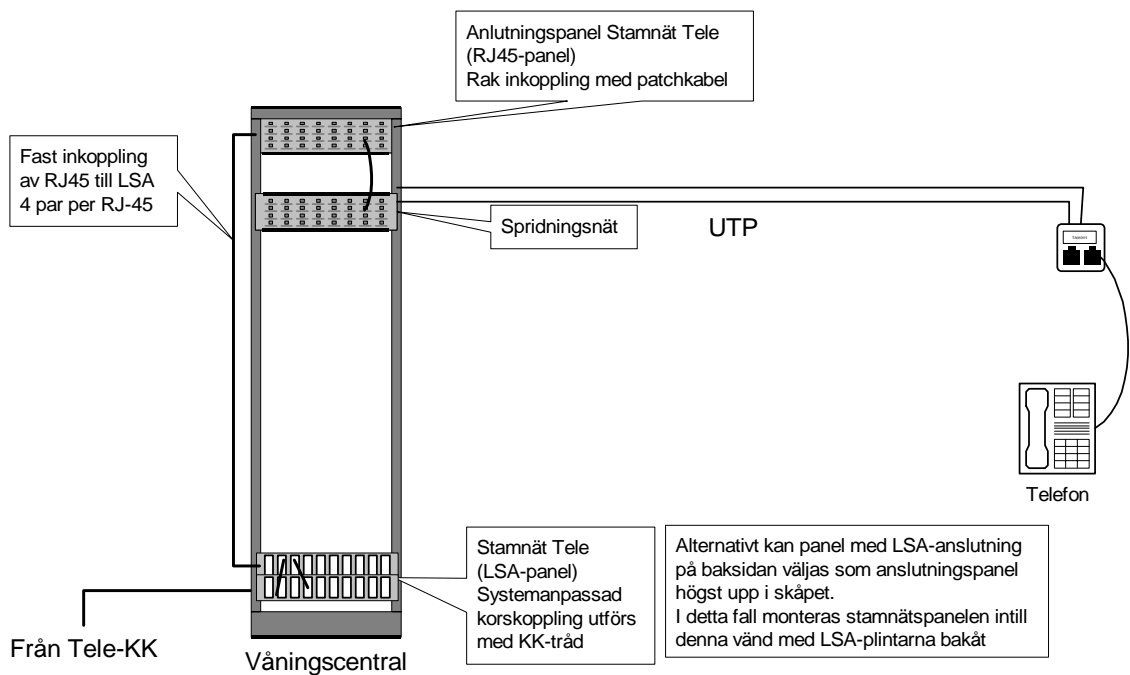 Anlutningspanel Stamnät Tele
(RJ45-panel)
Rak inkoppling med patchkabel
Fast inkoppling
av RJ45 till LSA
4 par per RJ-45
Spridningsnät
UTP
Telefon
Stamnät Tele
(LSA-panel)
Systemanpassad
korskoppling utförs
med KK-tråd
Alternativt kan panel med LSA-anslutning
på baksidan väljas som anslutningspanel
högst upp i skåpet.
I detta fall monteras stamnätspanelen intill
denna vänd med LSA-plintarna bakåt
Från Tele-KK
Våningscentral